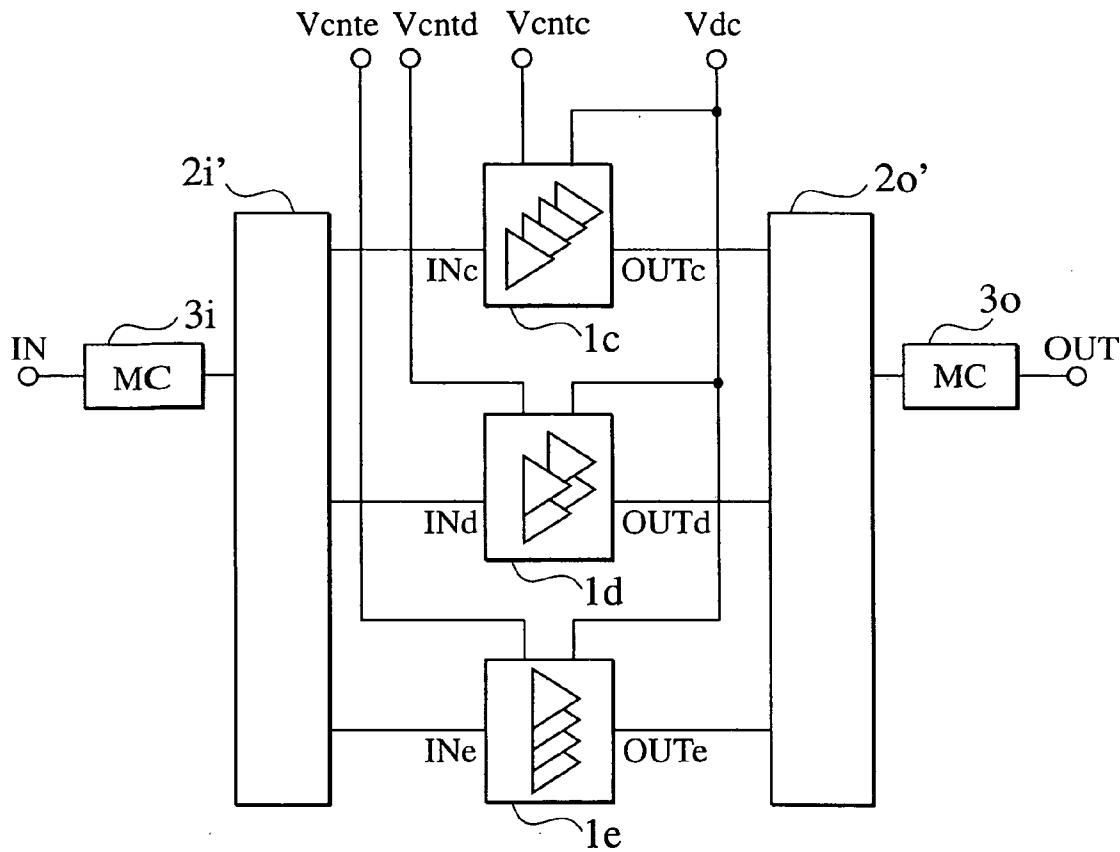 Vcnte Vcntd Vcntc Vdc
2i’ 2o’
INc OUTc
1c
3i 3o
IN MC MC OUT
INd OUTd
1d
INe OUTe
1e